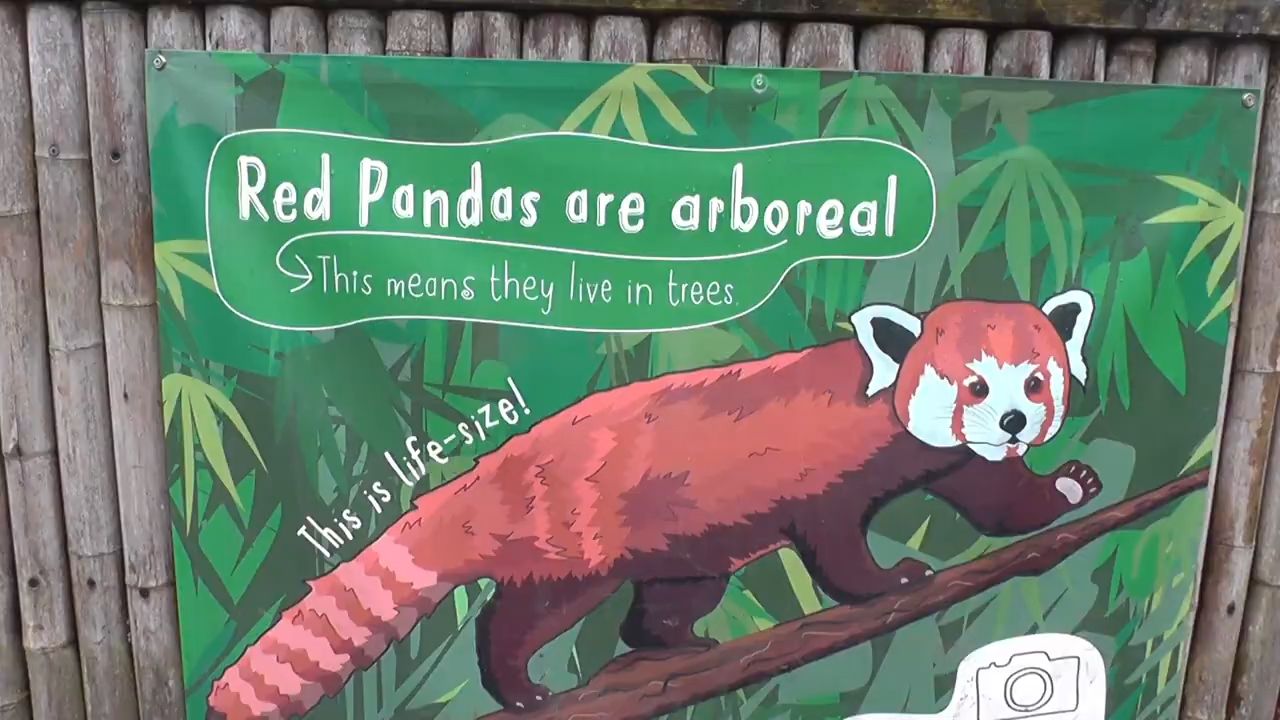 Red Pandas are arboreal
This means they live in trees.
This is life-size!